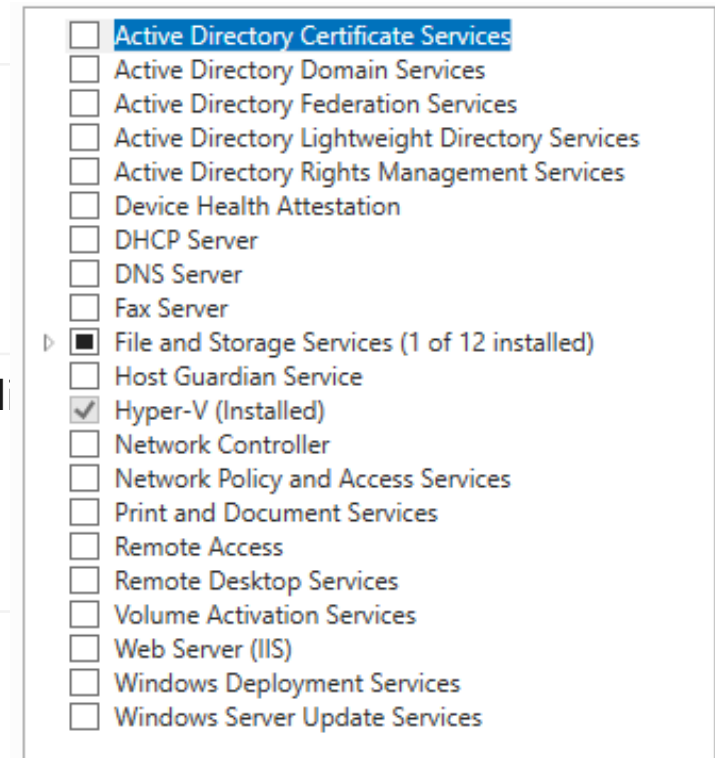 Active Directory Certificate Services
Active Directory Domain Services
Active Directory Federation Services
Active Directory Lightweight Directory Services
Active Directory Rights Management Services
Device Health Attestation
DHCP Server
DNS Server
Fax Server
File and Storage Services (1 of 12 installed)
Host Guardian Service
Hyper-V (Installed)
Network Controller
Network Policy and Access Services
Print and Document Services
Remote Access
Remote Desktop Services
Volume Activation Services
Web Server (IIS)
Windows Deployment Services
Windows Server Update Services